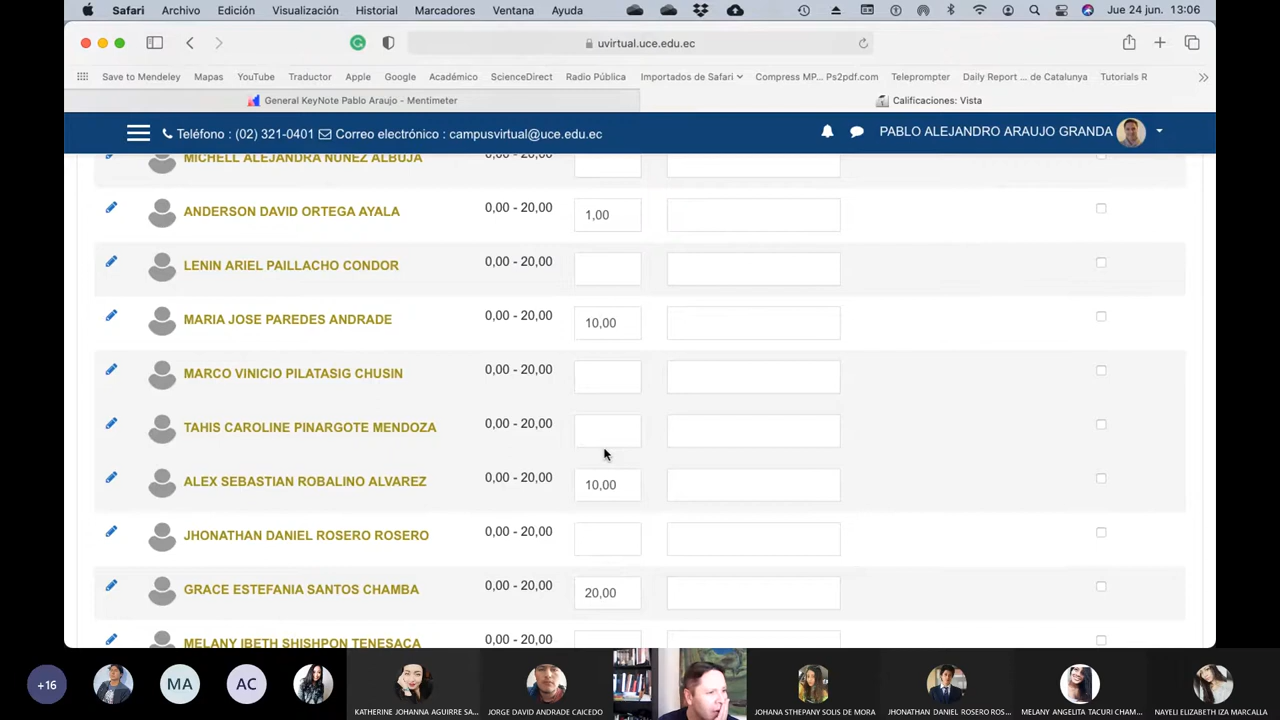 Safari Archivo Edición Visualización Historial Marcadores Ventana Ayuda Jue 24 jun. 13:06
uvirtual.uce.edu.ec
Save to Mendeley Mapas YouTube Traductor Apple Google Académico ScienceDirect Radio Pública Importados de Safari Compress MP... Ps2pdf.com Teleprompter Daily Report ... de Catalunya Tutorials R
General KeyNote Pablo Araujo - Mentimeter Calificaciones: Vista
Teléfono : (02) 321-0401 Correo electrónico : campusvirtual@uce.edu.ec PABLO ALEJANDRO ARAUJO GRANDA
MICHELL ALEJANDRA NUÑEZ ALBUJA 0,00 - 20,00
ANDERSON DAVID ORTEGA AYALA 0,00 - 20,00 1,00
LENIN ARIEL PAILLACHO CONDOR 0,00 - 20,00
MARIA JOSE PAREDES ANDRADE 0,00 - 20,00 10,00
MARCO VINICIO PILATASIG CHUSIN 0,00 - 20,00
TAHIS CAROLINE PINARGOTE MENDOZA 0,00 - 20,00
ALEX SEBASTIAN ROBALINO ALVAREZ 0,00 - 20,00 10,00
JHONATHAN DANIEL ROSERO ROSERO 0,00 - 20,00
GRACE ESTEFANIA SANTOS CHAMBA 0,00 - 20,00 20,00
MELANY IBETH SHISHPON TENESACA 0,00 - 20,00
+16 MA AC
KATHERINE JOHANNA AGUIRRE SA... JORGE DAVID ANDRADE CAICEDO JOHANA STHEPANY SOLIS DE MORA JHONATHAN DANIEL ROSERO ROS... MELANY ANGELITA TACURI CHAM... NAYELI ELIZABETH IZA MARCALLA